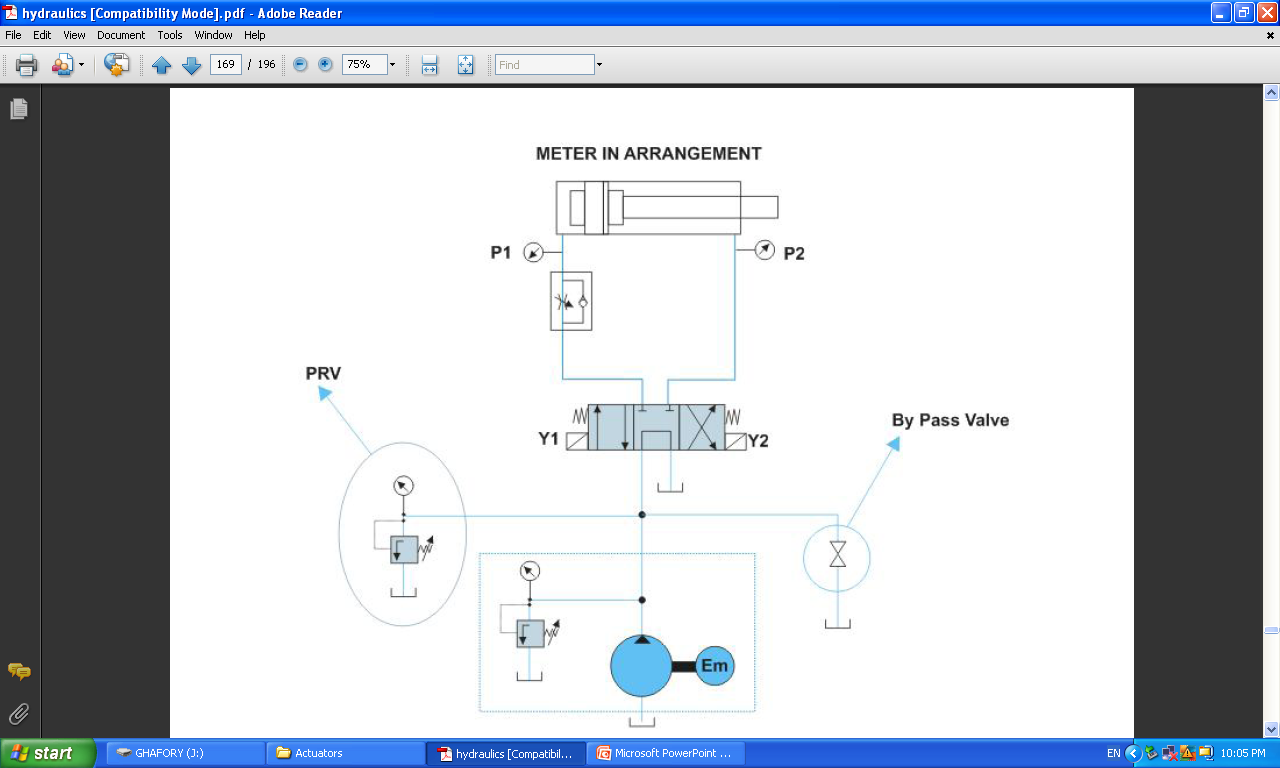 hydraulics [Compatibility Mode].pdf - Adobe Reader
File Edit View Document Tools Window Help
169 / 196 75% Find
METER IN ARRANGEMENT
P1 P2
PRV
By Pass Valve
Y1 Y2
Em
start GHAFORY (J:) Actuators hydraulics [Compatibil... Microsoft PowerPoint ... EN 10:05 PM